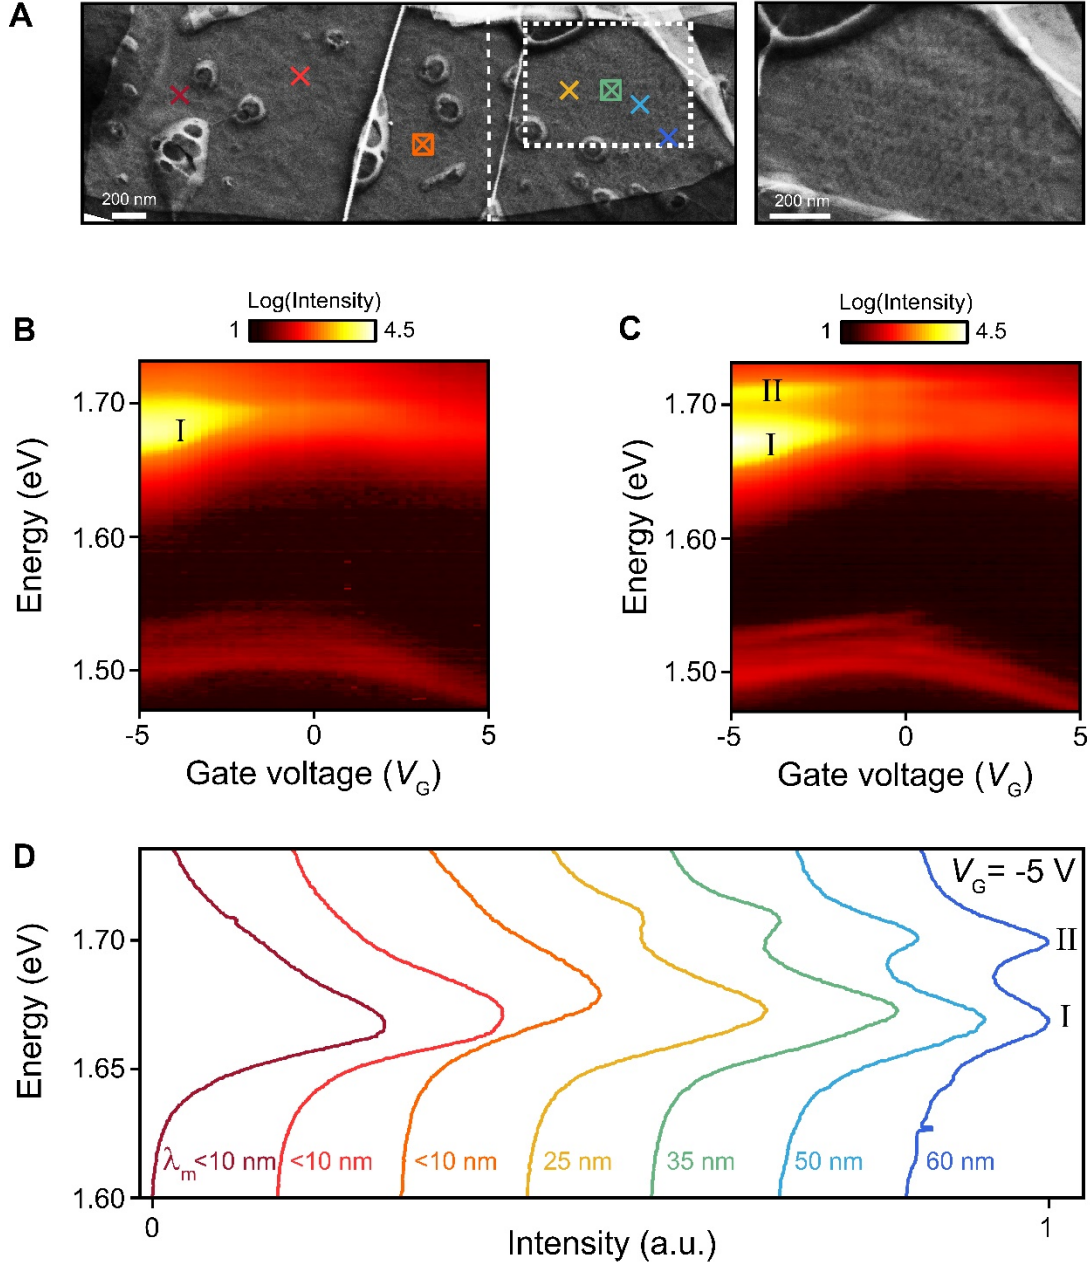 A
200 nm
200 nm
B
Log(Intensity)
1
4.5
I
1.70
1.60
1.50
Energy (eV)
-5
0
5
Gate voltage (VG)
C
Log(Intensity)
1
4.5
II
I
1.70
1.60
1.50
Energy (eV)
-5
0
5
Gate voltage (VG)
D
VG= -5 V
II
I
1.70
1.65
1.60
Energy (eV)
λm<10 nm
<10 nm
<10 nm
25 nm
35 nm
50 nm
60 nm
0
1
Intensity (a.u.)